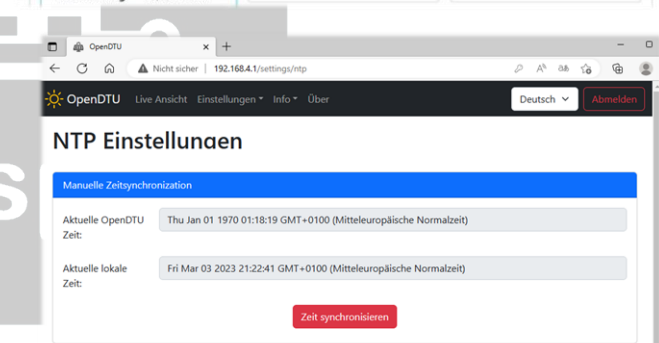 OpenDTU
Nicht sicher | 192.168.4.1/settings/ntp
OpenDTU Live Ansicht Einstellungen Info Über Deutsch Abmelden
NTP Einstellungen
Manuelle Zeitsynchronization
Aktuelle OpenDTU Zeit:
Thu Jan 01 1970 01:18:19 GMT+0100 (Mitteleuropäische Normalzeit)
Aktuelle lokale Zeit:
Fri Mar 03 2023 21:22:41 GMT+0100 (Mitteleuropäische Normalzeit)
Zeit synchronisieren